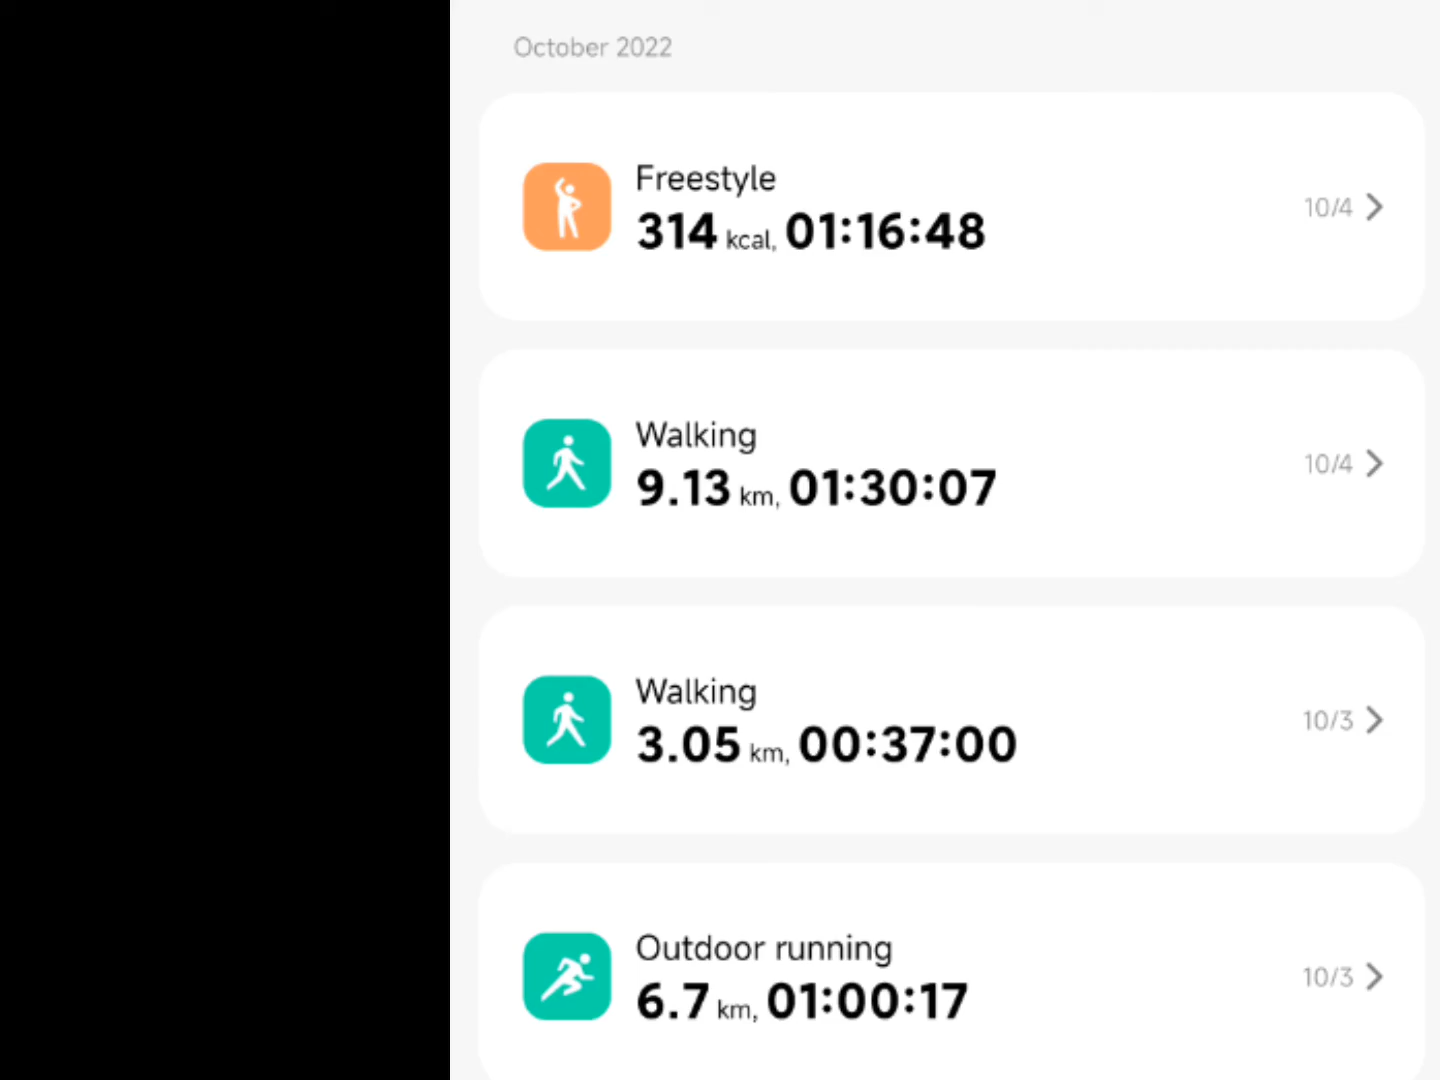 October 2022
Freestyle
314 kcal, 01:16:48
10/4
Walking
9.13 km, 01:30:07
10/4
Walking
3.05 km, 00:37:00
10/3
Outdoor running
6.7 km, 01:00:17
10/3